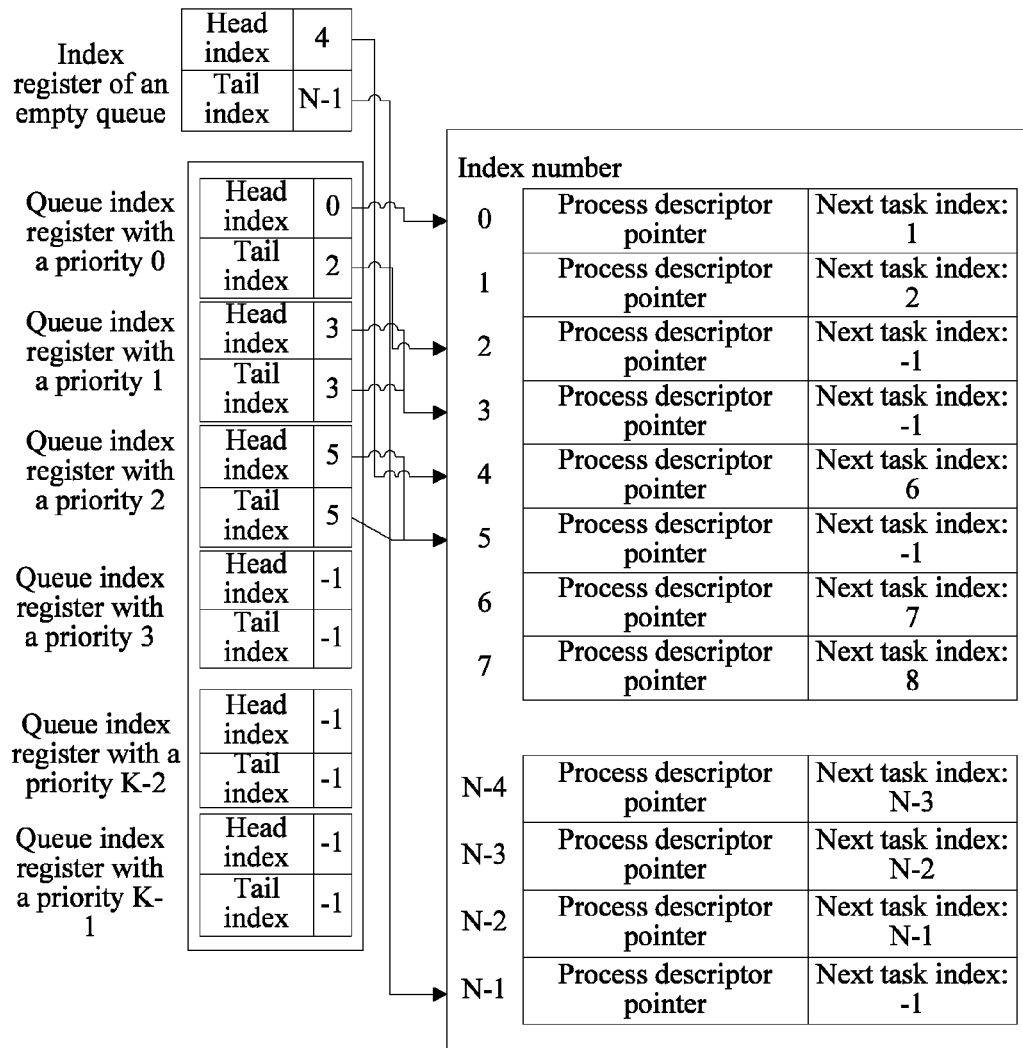 Index
register of an
empty queue
Head
index
4
Tail
index
N-1
Queue index
register with
a priority 0
Head
index
0
Tail
index
2
Queue index
register with
a priority 1
Head
index
3
Tail
index
3
Queue index
register with
a priority 2
Head
index
5
Tail
index
5
Queue index
register with
a priority 3
Head
index
-1
Tail
index
-1
Queue index
register with a
priority K-2
Head
index
-1
Tail
index
-1
Queue index
register with
a priority K-
1
Head
index
-1
Tail
index
-1
Index number
0
Process descriptor
pointer
Next task index:
1
1
Process descriptor
pointer
Next task index:
2
2
Process descriptor
pointer
Next task index:
-1
3
Process descriptor
pointer
Next task index:
-1
4
Process descriptor
pointer
Next task index:
6
5
Process descriptor
pointer
Next task index:
-1
6
Process descriptor
pointer
Next task index:
7
7
Process descriptor
pointer
Next task index:
8
N-4
Process descriptor
pointer
Next task index:
N-3
N-3
Process descriptor
pointer
Next task index:
N-2
N-2
Process descriptor
pointer
Next task index:
N-1
N-1
Process descriptor
pointer
Next task index:
-1